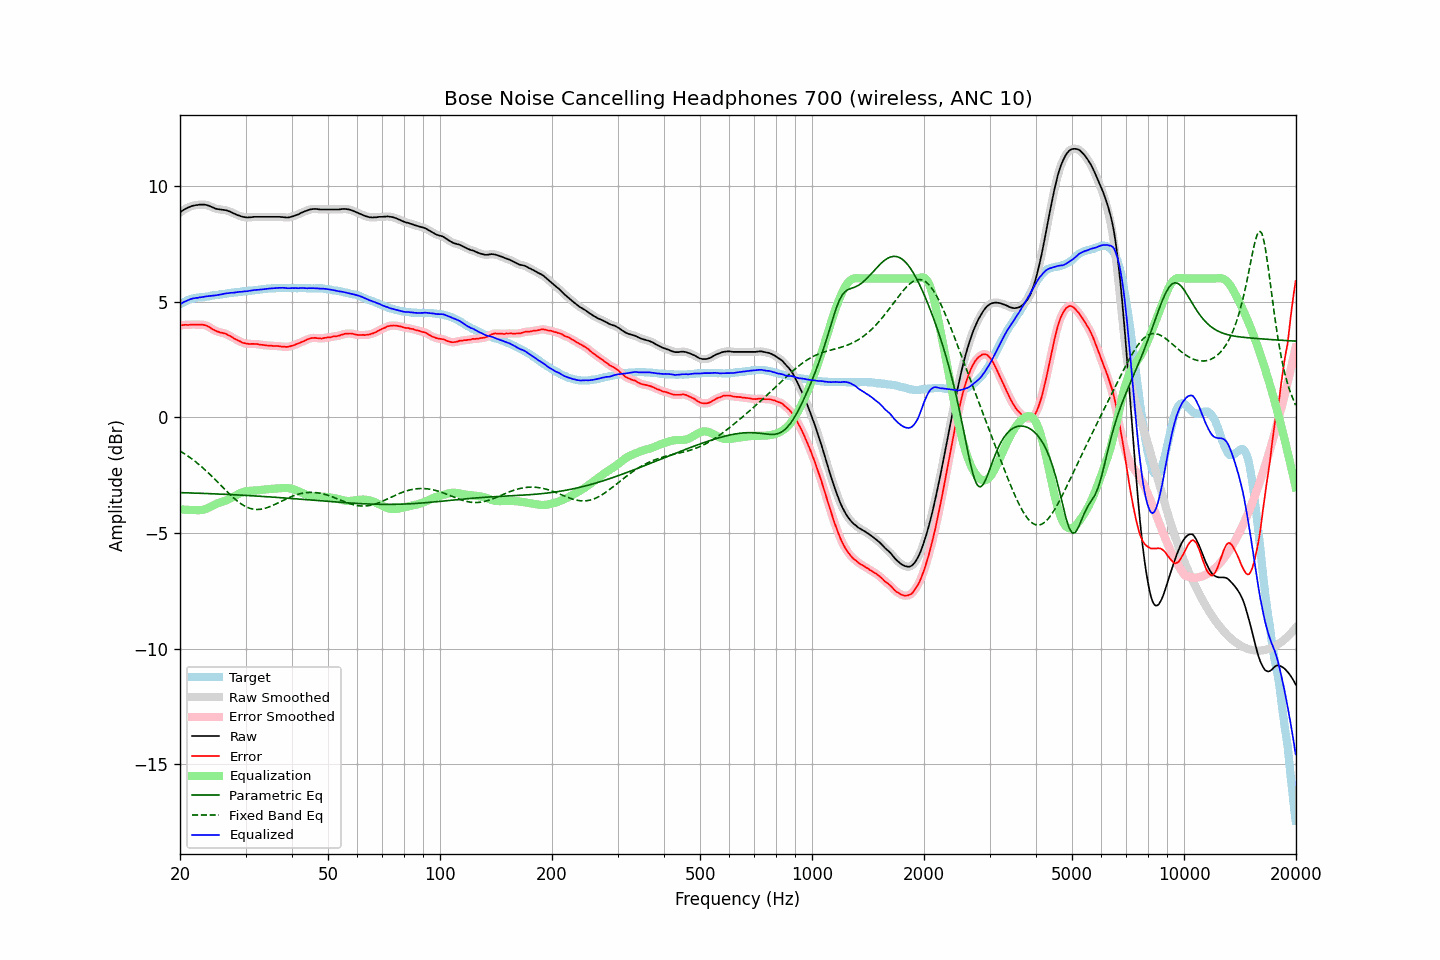 Bose Noise Cancelling Headphones 700 (wireless, ANC 10)
Amplitude (dBr)
10
5
0
−5
−10
−15
Target
Raw Smoothed
Error Smoothed
Raw
Error
Equalization
Parametric Eq
Fixed Band Eq
Equalized
20 50 100 200 500 1000 2000 5000 10000 20000
Frequency (Hz)